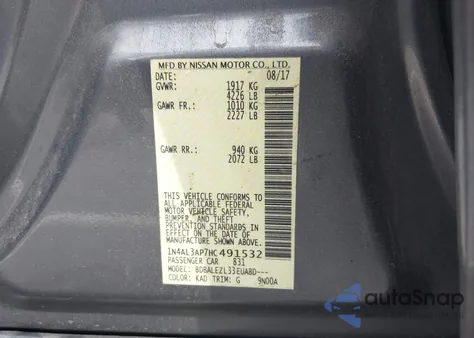 MFD BY NISSAN MOTOR CO., LTD.
DATE: 08/17
GVWR: 1917 KG
4226 LB
GAWR FR.: 1010 KG
2227 LB
GAWR RR.: 940 KG
2072 LB
THIS VEHICLE CONFORMS TO
ALL APPLICABLE FEDERAL
MOTOR VEHICLE SAFETY,
BUMPER, AND THEFT
PREVENTION STANDARDS
IN EFFECT ON THE DATE OF
MANUFACTURE SHOWN ABOVE.
1N4AL3AP7HC491532
PASSENGER CAR 831
MODEL: BDBALEZL33EUABD---
COLOR: KAD TRIM: G 9N00A
autoSnap